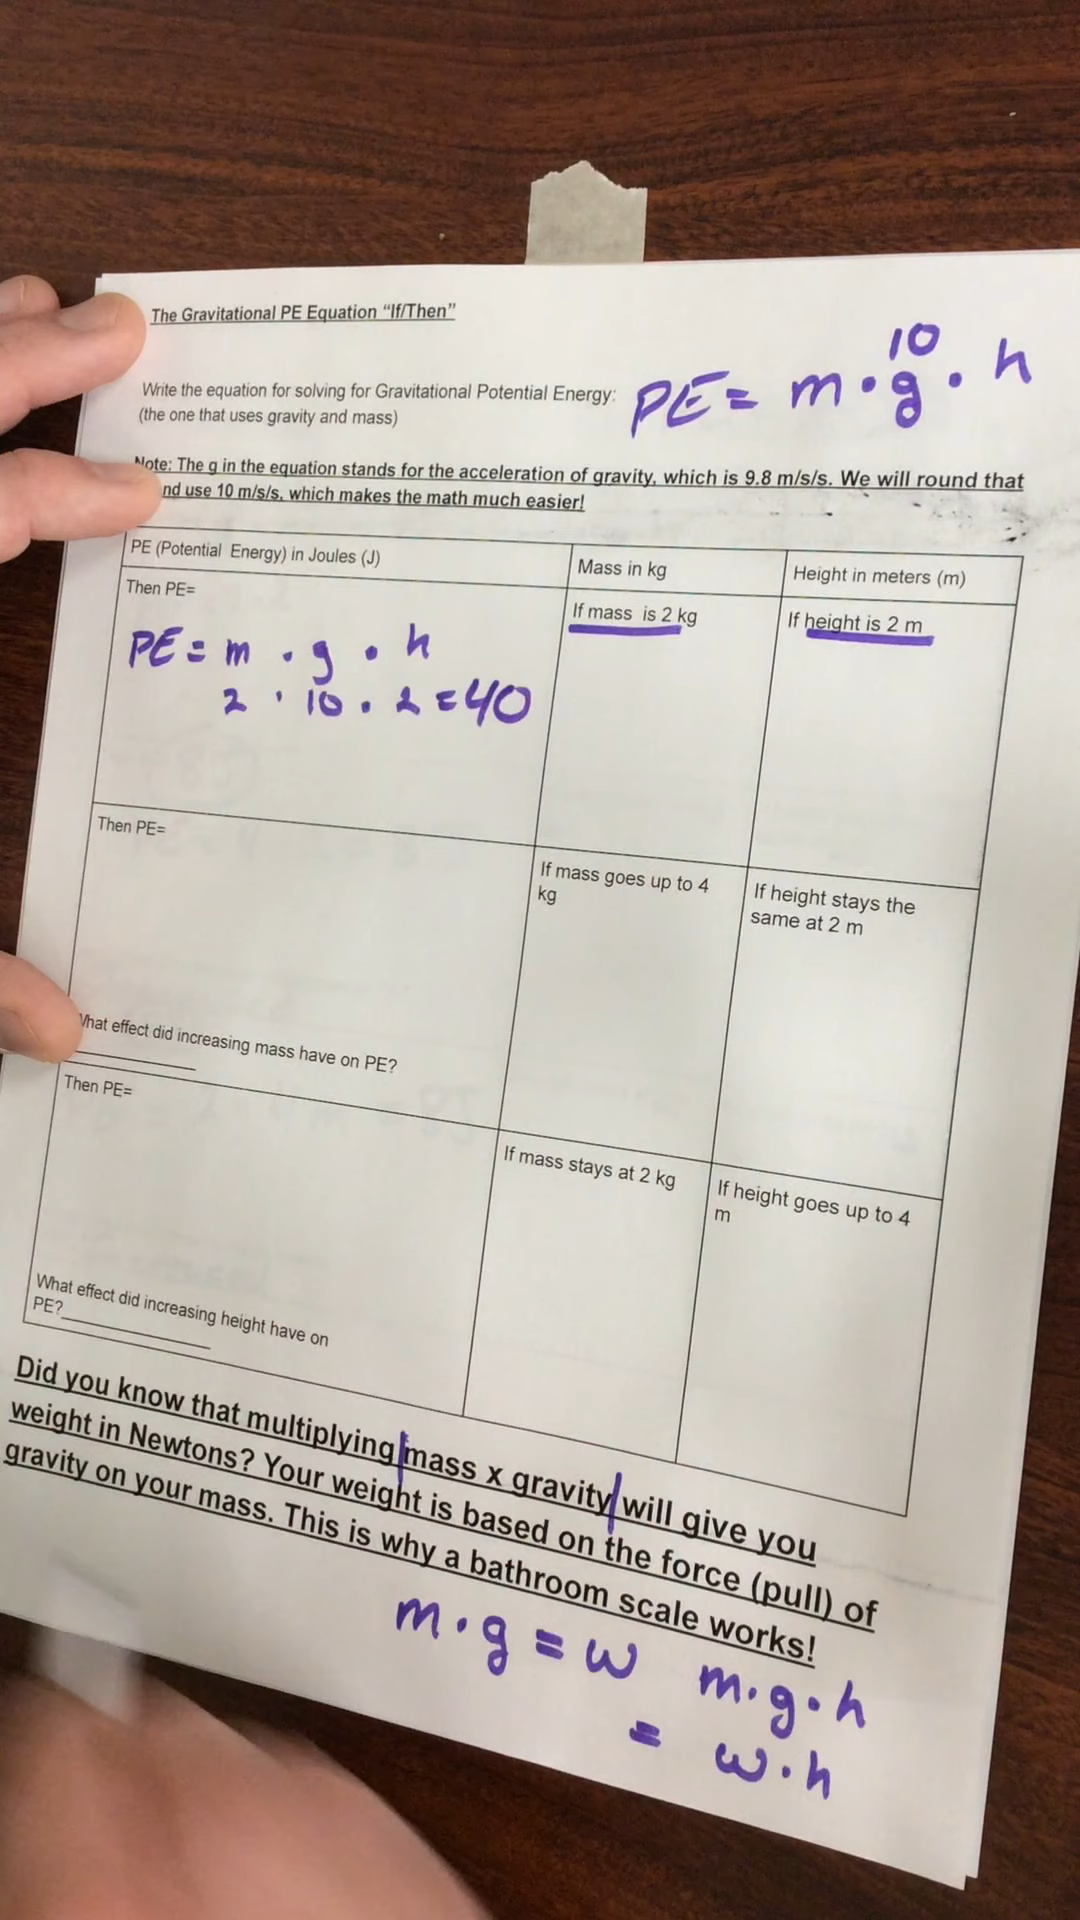 The Gravitational PE Equation “If/Then”
10
Write the equation for solving for Gravitational Potential Energy: PE = m · g · h
(the one that uses gravity and mass)
Note: The g in the equation stands for the acceleration of gravity, which is 9.8 m/s/s. We will round that
nd use 10 m/s/s, which makes the math much easier!
PE (Potential Energy) in Joules (J)
Mass in kg
Height in meters (m)
Then PE=
PE = m · g · h
2 · 10 · 2 = 40
If mass is 2 kg
If height is 2 m
Then PE=
What effect did increasing mass have on PE?
If mass goes up to 4
kg
If height stays the
same at 2 m
Then PE=
What effect did increasing height have on
PE?
If mass stays at 2 kg
If height goes up to 4
m
Did you know that multiplying mass x gravity will give you
weight in Newtons? Your weight is based on the force (pull) of
gravity on your mass. This is why a bathroom scale works!
m · g = w
m · g · h
= w · h